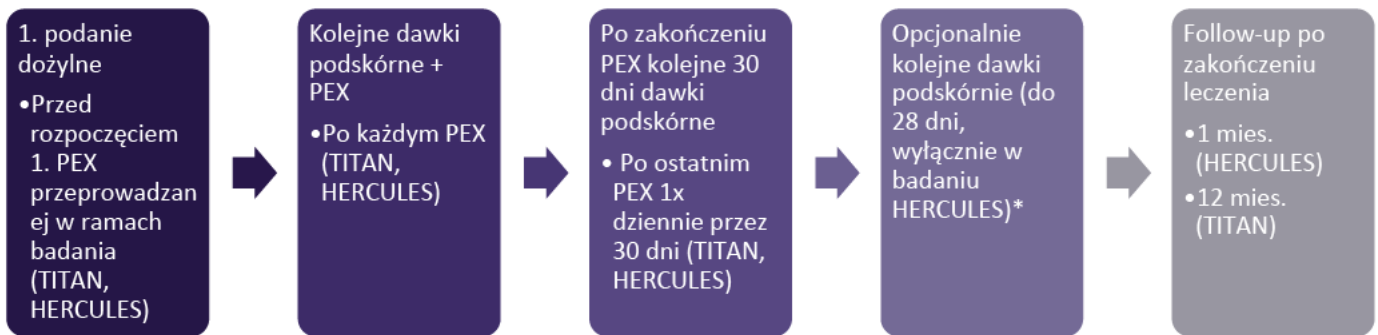 1. podanie
dożylne
•Przed
rozpoczęciem
1. PEX
przeprowadzan
ej w ramach
badania
(TITAN,
HERCULES)
Kolejne dawki
podskórne +
PEX
•Po każdym PEX
(TITAN,
HERCULES)
Po zakończeniu
PEX kolejne 30
dni dawki
podskórne
• Po ostatnim
PEX 1x
dziennie przez
30 dni (TITAN,
HERCULES)
Opcjonalnie
kolejne dawki
podskórnie (do
28 dni,
wyłącznie w
badaniu
HERCULES)*
Follow-up po
zakończeniu
leczenia
•1 mies.
(HERCULES)
•12 mies.
(TITAN)